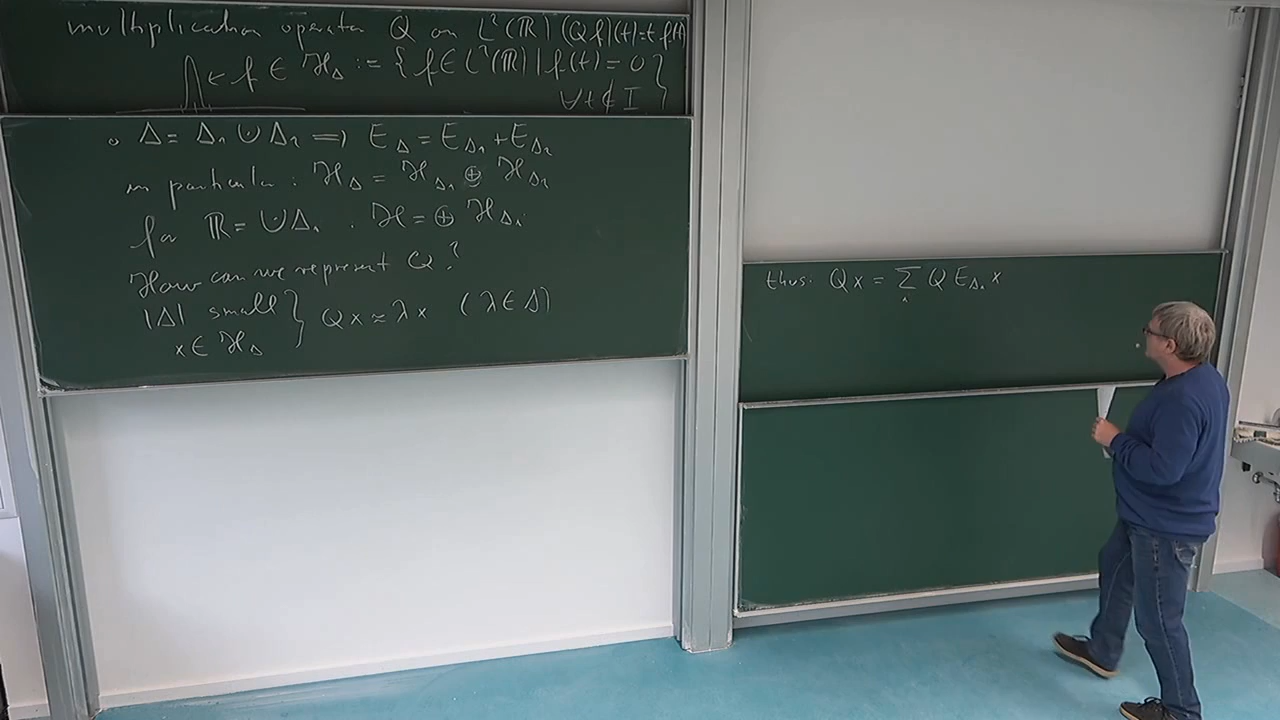 multiplication operator Q on L²(ℝ) (Qf)(t)=t f(t)
f ∈ ℋ_Δ := {f∈L²(ℝ) | f(t) = 0
∀t ∉ I }
∘ Δ = Δ₁ ∪ Δ₂ ⟹ E_Δ = E_Δ₁ + E_Δ₂
in particular: ℋ_Δ = ℋ_Δ₁ ⊕ ℋ_Δ₂
for ℝ = ∪Δᵢ : ℋ = ⊕ ℋ_Δᵢ
How can we represent Q?
|Δ| small } Qx ≈ λx (λ∈Δ)
x ∈ ℋ_Δ
thus: Qx = Σᵢ Q E_Δᵢ x